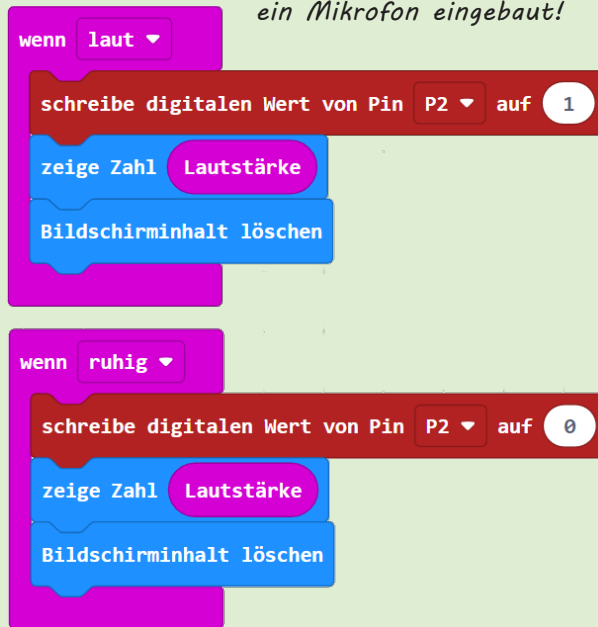 ein Mikrofon eingebaut!
wenn laut
schreibe digitalen Wert von Pin P2 auf 1
zeige Zahl Lautstärke
Bildschirminhalt löschen
wenn ruhig
schreibe digitalen Wert von Pin P2 auf 0
zeige Zahl Lautstärke
Bildschirminhalt löschen